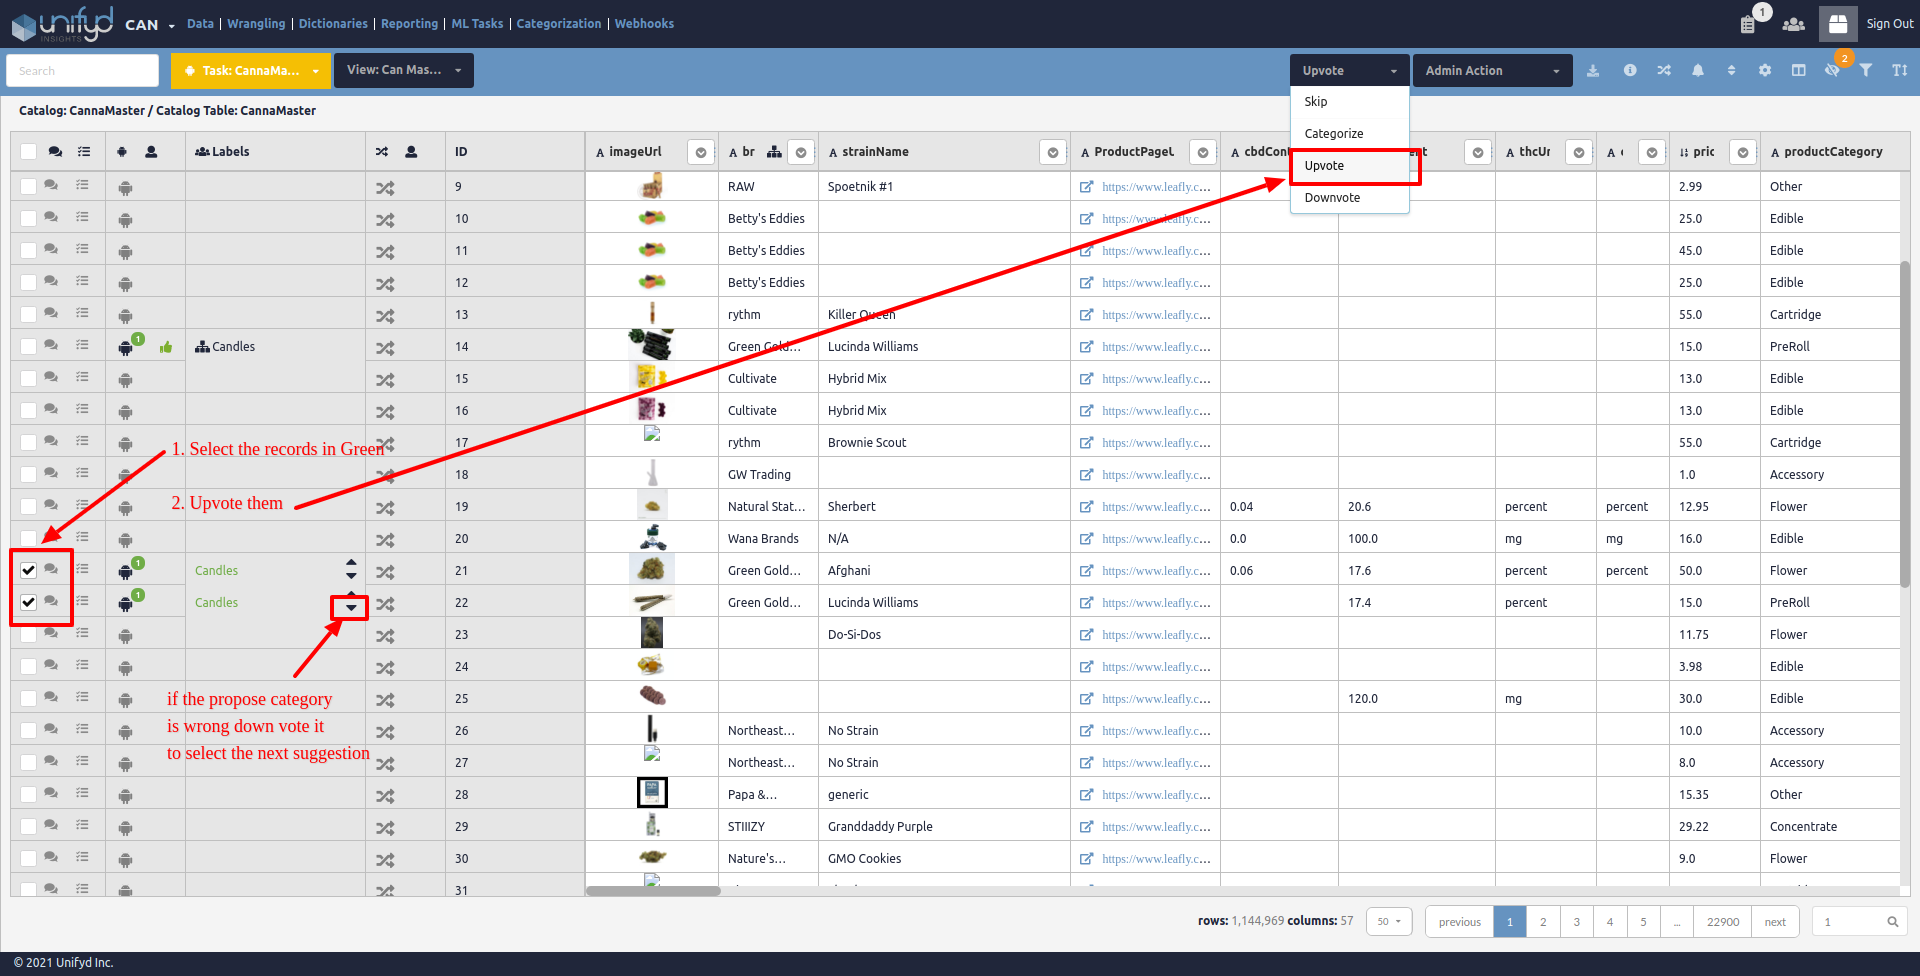 unifyd INSIGHTS CAN Data | Wrangling | Dictionaries | Reporting | ML Tasks | Categorization | Webhooks 1 Sign Out
Search Task: CannaMa... View: Can Mas... Upvote Admin Action 2
Skip
Categorize
Upvote
Downvote
Catalog: CannaMaster / Catalog Table: CannaMaster
Labels ID A imageUrl A br A strainName A ProductPageU A cbdCont ent A thcUr A pric A productCategory
9 RAW Spoetnik #1 https://www.leafly.c... 2.99 Other
10 Betty's Eddies https://www.leafly.c... 25.0 Edible
11 Betty's Eddies https://www.leafly.c... 45.0 Edible
12 Betty's Eddies https://www.leafly.c... 25.0 Edible
13 rythm Killer Queen https://www.leafly.c... 55.0 Cartridge
1 Candles 14 Green Gold... Lucinda Williams https://www.leafly.c... 15.0 PreRoll
15 Cultivate Hybrid Mix https://www.leafly.c... 13.0 Edible
16 Cultivate Hybrid Mix https://www.leafly.c... 13.0 Edible
17 rythm Brownie Scout https://www.leafly.c... 55.0 Cartridge
1. Select the records in Green
18 GW Trading https://www.leafly.c... 1.0 Accessory
2. Upvote them
19 Natural Stat... Sherbert https://www.leafly.c... 0.04 20.6 percent percent 12.95 Flower
20 Wana Brands N/A https://www.leafly.c... 0.0 100.0 mg mg 16.0 Edible
1 Candles 21 Green Gold... Afghani https://www.leafly.c... 0.06 17.6 percent percent 50.0 Flower
1 Candles 22 Green Gold... Lucinda Williams https://www.leafly.c... 17.4 percent 15.0 PreRoll
23 Do-Si-Dos https://www.leafly.c... 11.75 Flower
24 https://www.leafly.c... 3.98 Edible
25 https://www.leafly.c... 120.0 mg 30.0 Edible
if the propose category
is wrong down vote it
to select the next suggestion
26 Northeast... No Strain https://www.leafly.c... 10.0 Accessory
27 Northeast... No Strain https://www.leafly.c... 8.0 Accessory
28 Papa &... generic https://www.leafly.c... 15.35 Other
29 STIIIZY Granddaddy Purple https://www.leafly.c... 29.22 Concentrate
30 Nature's... GMO Cookies https://www.leafly.c... 9.0 Flower
31
rows: 1,144,969 columns: 57 50 previous 1 2 3 4 5 ... 22900 next 1
© 2021 Unifyd Inc.